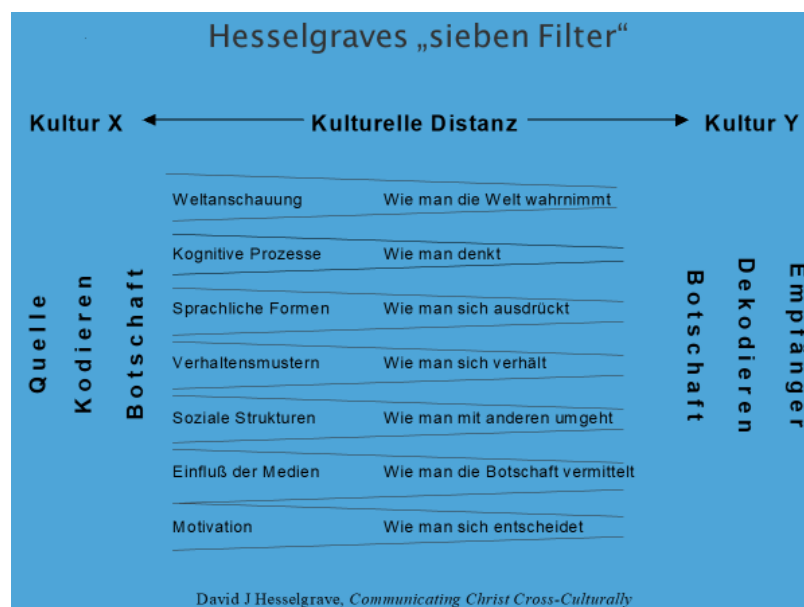 Hesselgraves „sieben Filter“
Kultur X Kulturelle Distanz Kultur Y
Quelle
Kodieren
Botschaft
Weltanschauung Wie man die Welt wahrnimmt
Kognitive Prozesse Wie man denkt
Sprachliche Formen Wie man sich ausdrückt
Verhaltensmustern Wie man sich verhält
Soziale Strukturen Wie man mit anderen umgeht
Einfluß der Medien Wie man die Botschaft vermittelt
Motivation Wie man sich entscheidet
Botschaft
Dekodieren
Empfänger
David J Hesselgrave, Communicating Christ Cross-Culturally